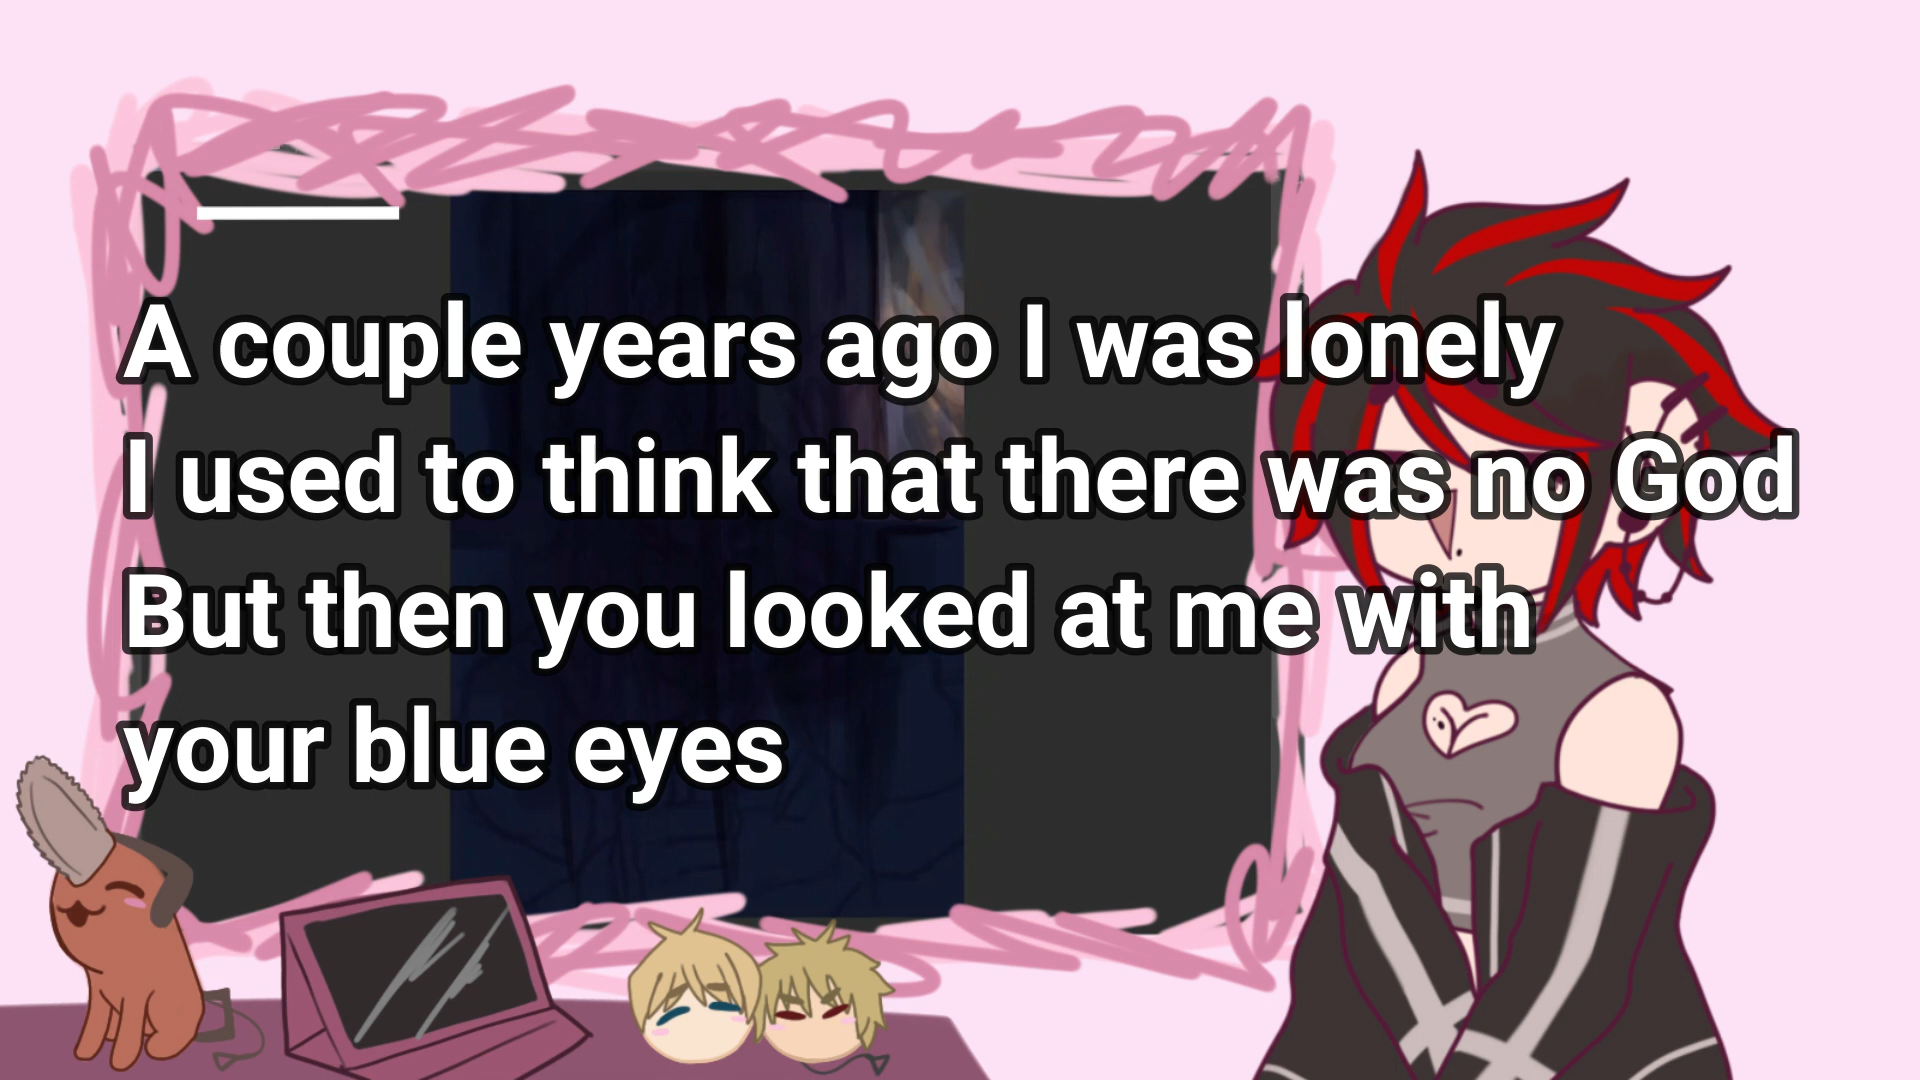 A couple years ago I was lonely
I used to think that there was no God
But then you looked at me with
your blue eyes